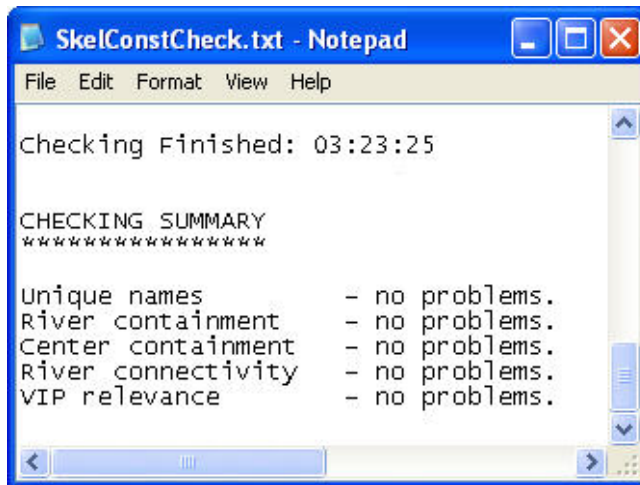 SkelConstCheck.txt - Notepad
File Edit Format View Help
Checking Finished: 03:23:25
CHECKING SUMMARY
*****************
Unique names - no problems.
River containment - no problems.
Center containment - no problems.
River connectivity - no problems.
VIP relevance - no problems.